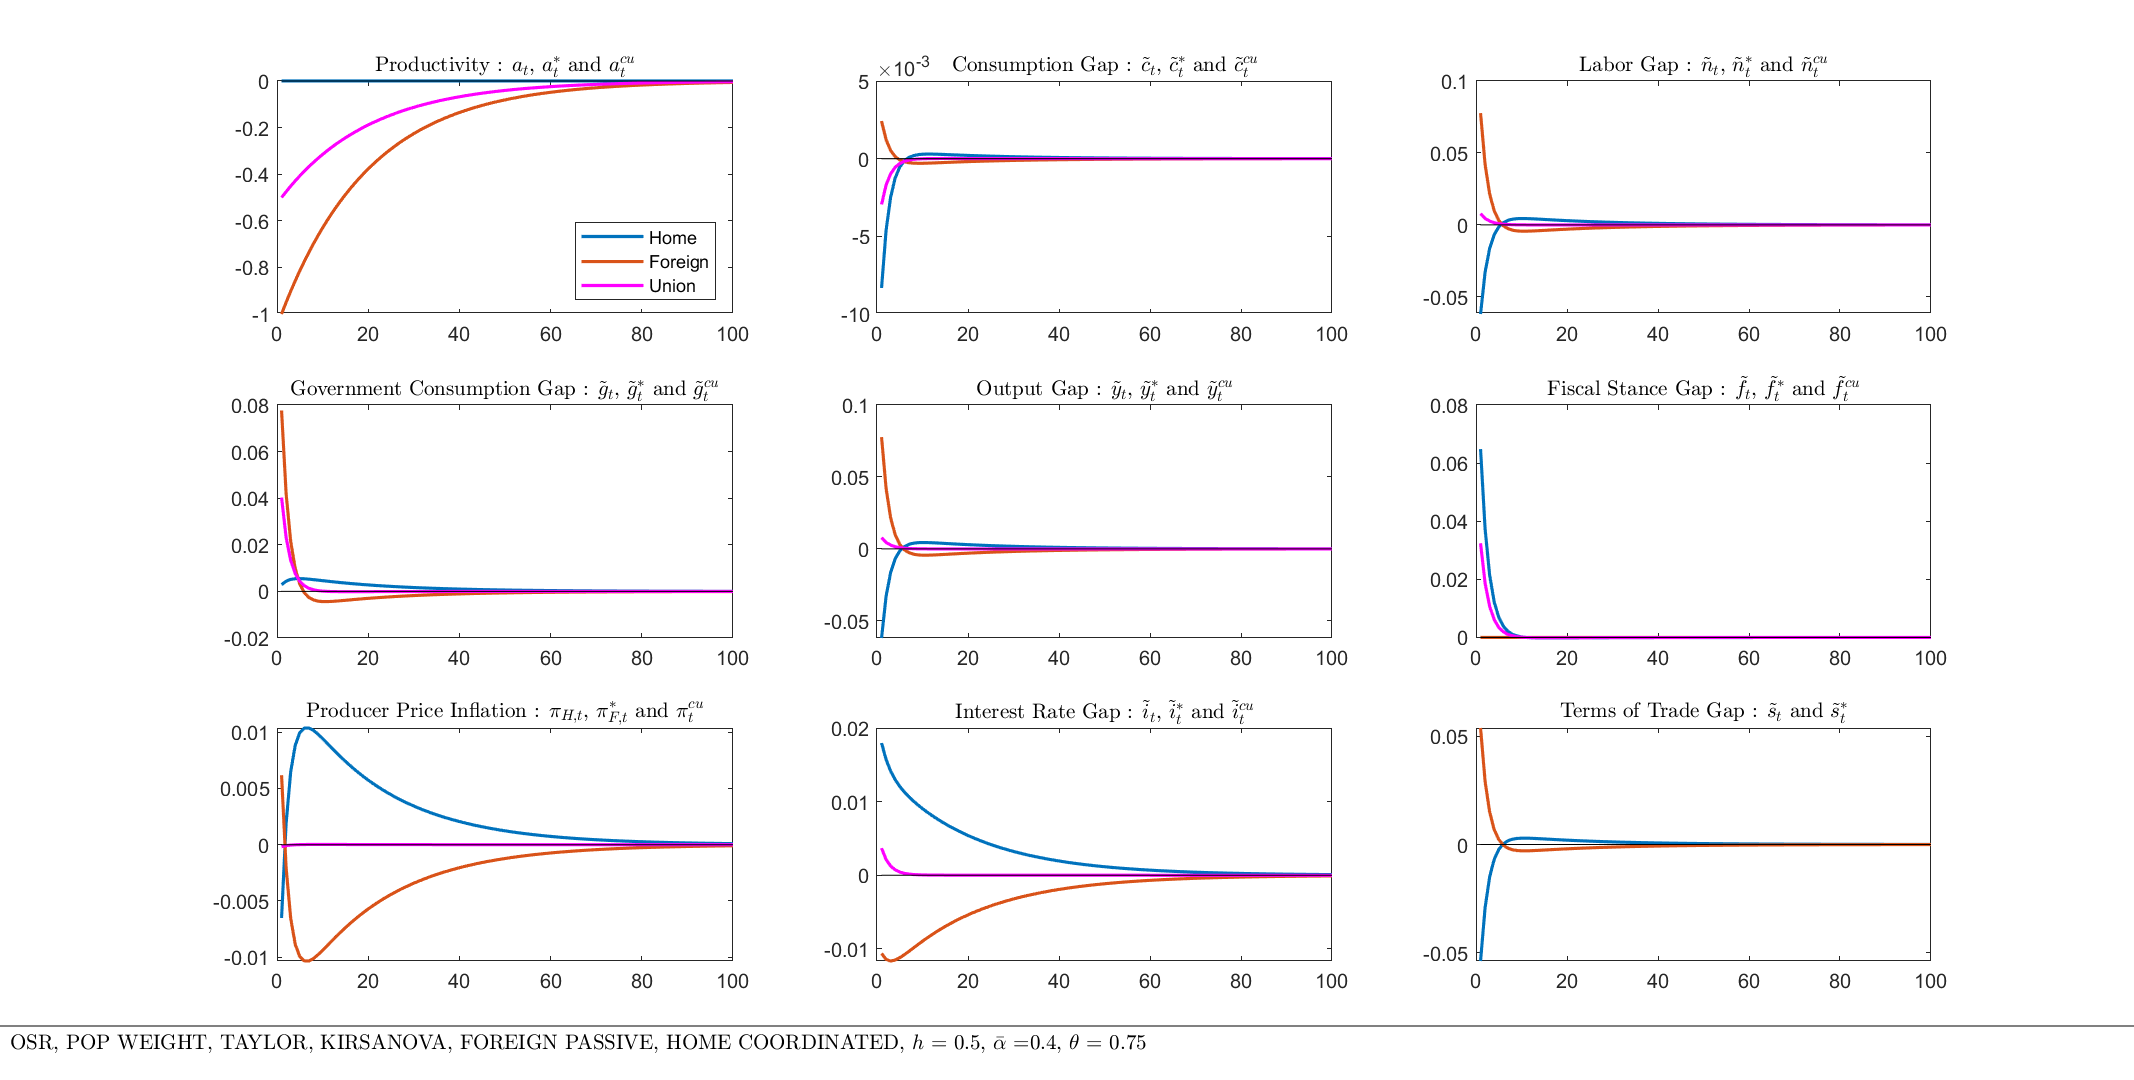 Productivity : a_t, a_t^* and a_t^{cu}
0
-0.2
-0.4
-0.6
-0.8
-1
0 20 40 60 80 100
Home
Foreign
Union
×10^{-3}
Consumption Gap : c̃_t, c̃_t^* and c̃_t^{cu}
5
0
-5
-10
0 20 40 60 80 100
Labor Gap : ñ_t, ñ_t^* and ñ_t^{cu}
0.1
0.05
0
-0.05
0 20 40 60 80 100
Government Consumption Gap : g̃_t, g̃_t^* and g̃_t^{cu}
0.08
0.06
0.04
0.02
0
-0.02
0 20 40 60 80 100
Output Gap : ỹ_t, ỹ_t^* and ỹ_t^{cu}
0.1
0.05
0
-0.05
0 20 40 60 80 100
Fiscal Stance Gap : f̃_t, f̃_t^* and f̃_t^{cu}
0.08
0.06
0.04
0.02
0
0 20 40 60 80 100
Producer Price Inflation : π_{H,t}, π_{F,t}^* and π_t^{cu}
0.01
0.005
0
-0.005
-0.01
0 20 40 60 80 100
Interest Rate Gap : ĩ_t, ĩ_t^* and ĩ_t^{cu}
0.02
0.01
0
-0.01
0 20 40 60 80 100
Terms of Trade Gap : s̃_t and s̃_t^*
0.05
0
-0.05
0 20 40 60 80 100
OSR, POP WEIGHT, TAYLOR, KIRSANOVA, FOREIGN PASSIVE, HOME COORDINATED, h = 0.5, ᾱ =0.4, θ = 0.75